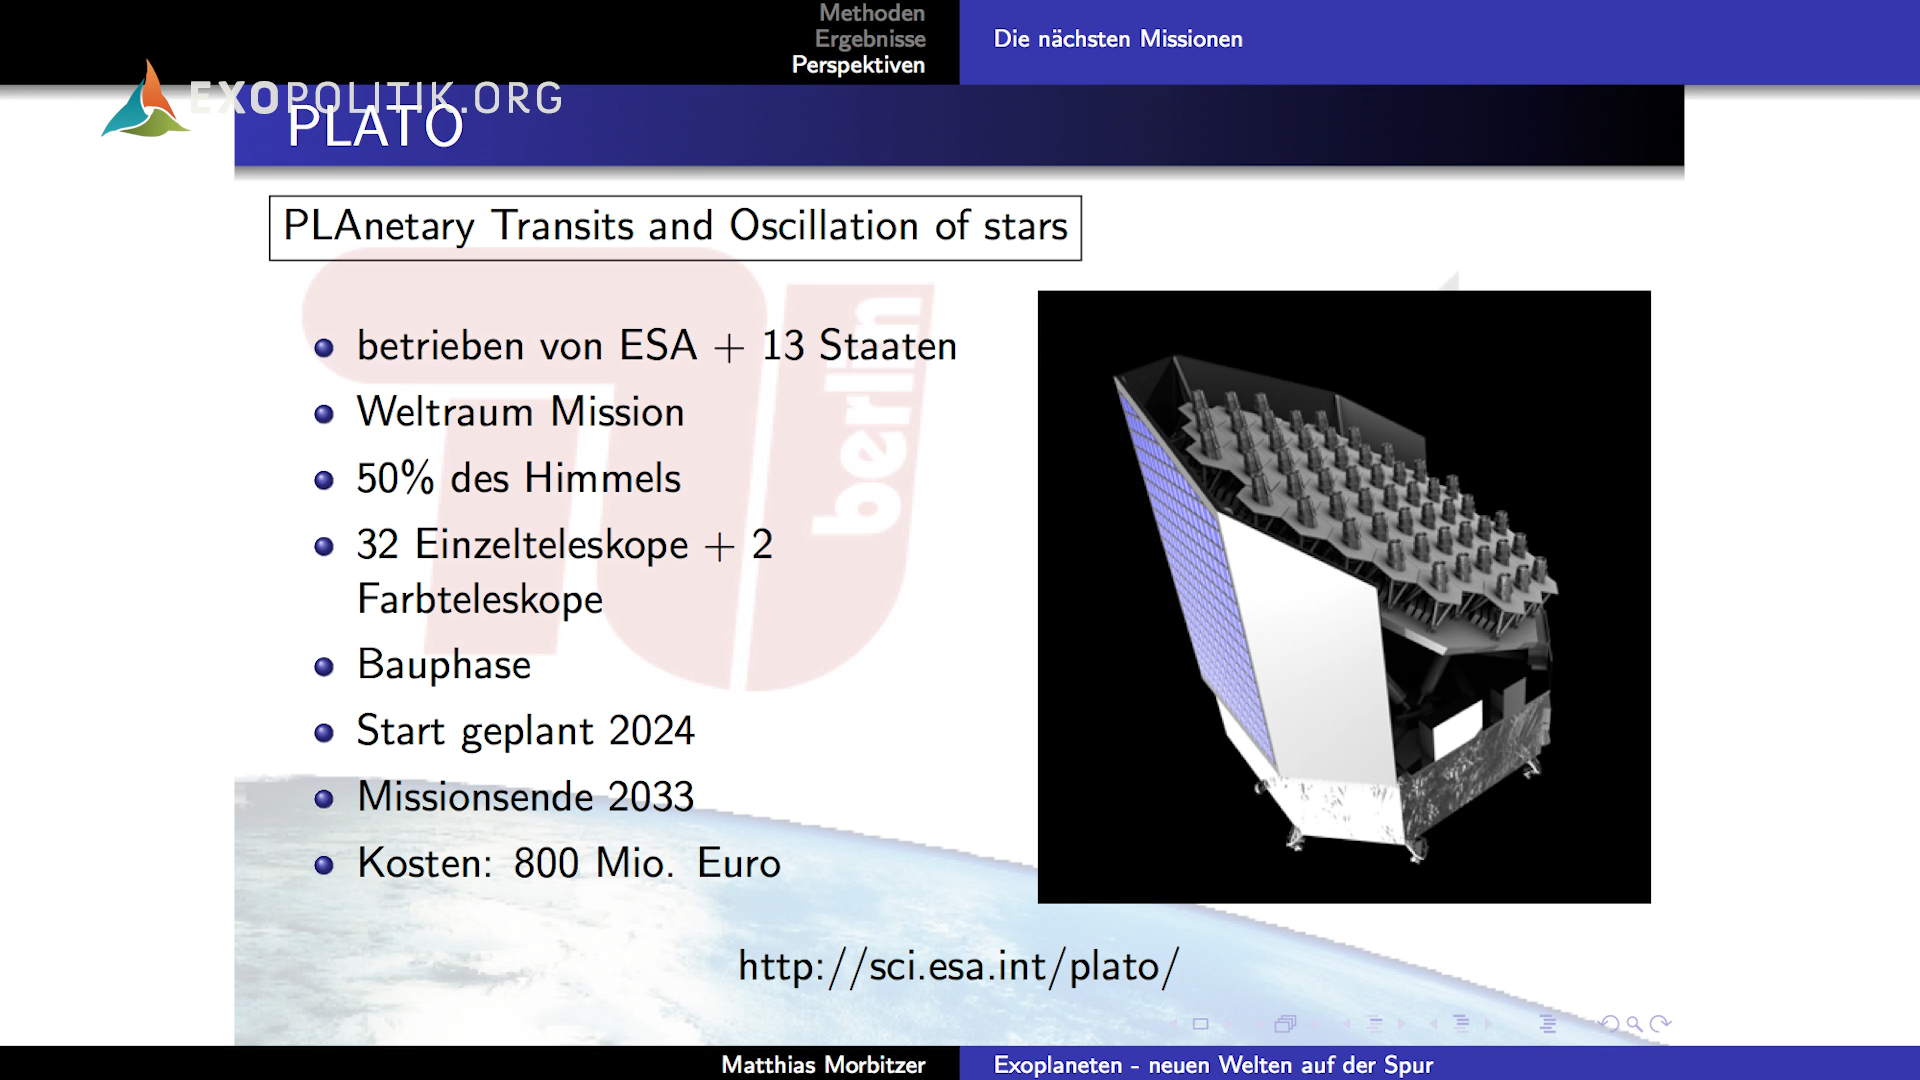 Methoden
Ergebnisse
Perspektiven
Die nächsten Missionen
EXOPOLITIK.ORG
PLATO
PLAnetary Transits and Oscillation of stars
betrieben von ESA + 13 Staaten
Weltraum Mission
50% des Himmels
32 Einzelteleskope + 2
Farbteleskope
Bauphase
Start geplant 2024
Missionsende 2033
Kosten: 800 Mio. Euro
berlin
http://sci.esa.int/plato/
Matthias Morbitzer
Exoplaneten - neuen Welten auf der Spur